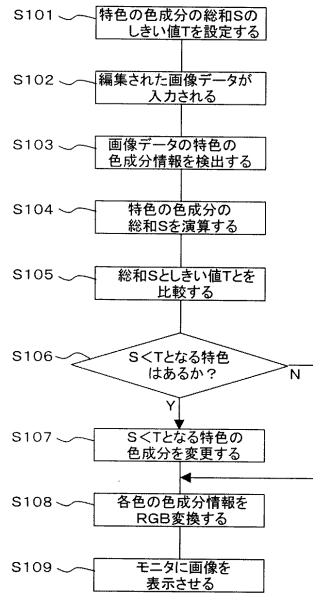 S101
特色の色成分の総和Sの
しきい値Tを設定する
S102
編集された画像データが
入力される
S103
画像データの特色の
色成分情報を検出する
S104
特色の色成分の
総和Sを演算する
S105
総和Sとしきい値Tとを
比較する
S106
S<Tとなる特色
はあるか?
N
Y
S107
S<Tとなる特色の
色成分を変更する
S108
各色の色成分情報を
RGB変換する
S109
モニタに画像を
表示させる